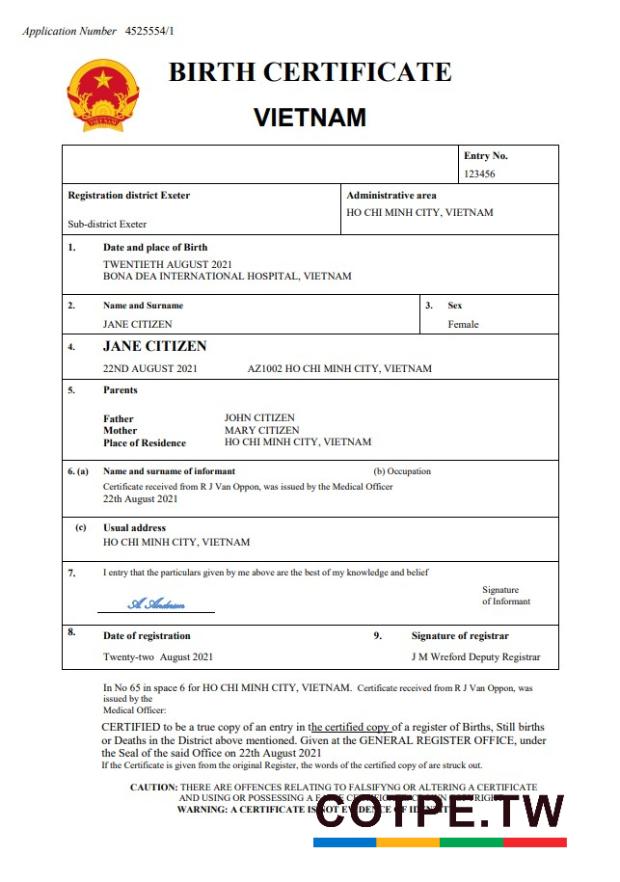 Application Number 4525554/1
BIRTH CERTIFICATE
VIETNAM
Entry No.
123456
Registration district Exeter
Sub-district Exeter
Administrative area
HO CHI MINH CITY, VIETNAM
1. Date and place of Birth
TWENTIETH AUGUST 2021
BONA DEA INTERNATIONAL HOSPITAL, VIETNAM
2. Name and Surname
JANE CITIZEN
3. Sex
Female
4. JANE CITIZEN
22ND AUGUST 2021 AZ1002 HO CHI MINH CITY, VIETNAM
5. Parents
Father JOHN CITIZEN
Mother MARY CITIZEN
Place of Residence HO CHI MINH CITY, VIETNAM
6. (a) Name and surname of informant (b) Occupation
Certificate received from R J Van Oppon, was issued by the Medical Officer
22th August 2021
(c) Usual address
HO CHI MINH CITY, VIETNAM
7. I entry that the particulars given by me above are the best of my knowledge and belief
A. Anderson
Signature
of Informant
8. Date of registration
Twenty-two August 2021
9. Signature of registrar
J M Wreford Deputy Registrar
In No 65 in space 6 for HO CHI MINH CITY, VIETNAM. Certificate received from R J Van Oppon, was
issued by the
Medical Officer:
CERTIFIED to be a true copy of an entry in the certified copy of a register of Births, Still births
or Deaths in the District above mentioned. Given at the GENERAL REGISTER OFFICE, under
the Seal of the said Office on 22th August 2021
If the Certificate is given from the original Register, the words of the certified copy of are struck out.
CAUTION: THERE ARE OFFENCES RELATING TO FALSIFYNG OR ALTERING A CERTIFICATE
AND USING OR POSSESSING A
WARNING: A CERTIFICATE IS NOT EVIDENCE OF
COTPE.TW